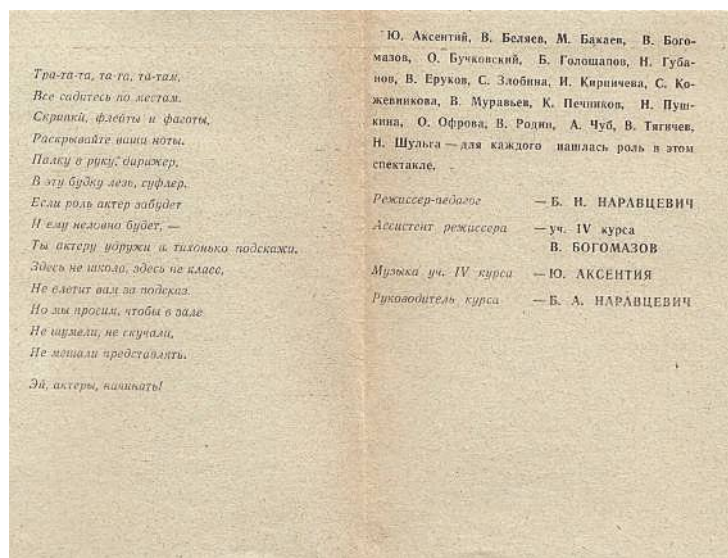 Тра-та-та, та-та, та-там,
Все садитесь по местам.
Скрипки, флейты и фаготы,
Раскрывайте ваши ноты.
Палку в руку, дирижер,
В эту будку лезь, суфлер.
Если роль актер забудет
И ему неловко будет, —
Ты актеру удружи и тихонько подскажи.
Здесь не школа, здесь не класс,
Не влетит вам за подсказ.
Но мы просим, чтобы в зале
Не шумели, не скучали,
Не мешали представлять.
Эй, актеры, начинать!
Ю. Аксентий, В. Беляев, М. Бакаев, В. Бого-
мазов, О. Бучковский, Б. Голощапов, Н. Губа-
нов, В. Еруков, С. Злобина, И. Кирпичева, С. Ко-
жевникова, В. Муравьев, К. Печников, Н. Пуш-
кина, О. Офрова, В. Родин, А. Чуб, В. Тягичев,
Н. Шульга — для каждого нашлась роль в этом
спектакле.
Режиссер-педагог — Б. Н. НАРАВЦЕВИЧ
Ассистент режиссера — уч. IV курса
В. БОГОМАЗОВ
Музыка уч. IV курса — Ю. АКСЕНТИЯ
Руководитель курса — Б. А. НАРАВЦЕВИЧ